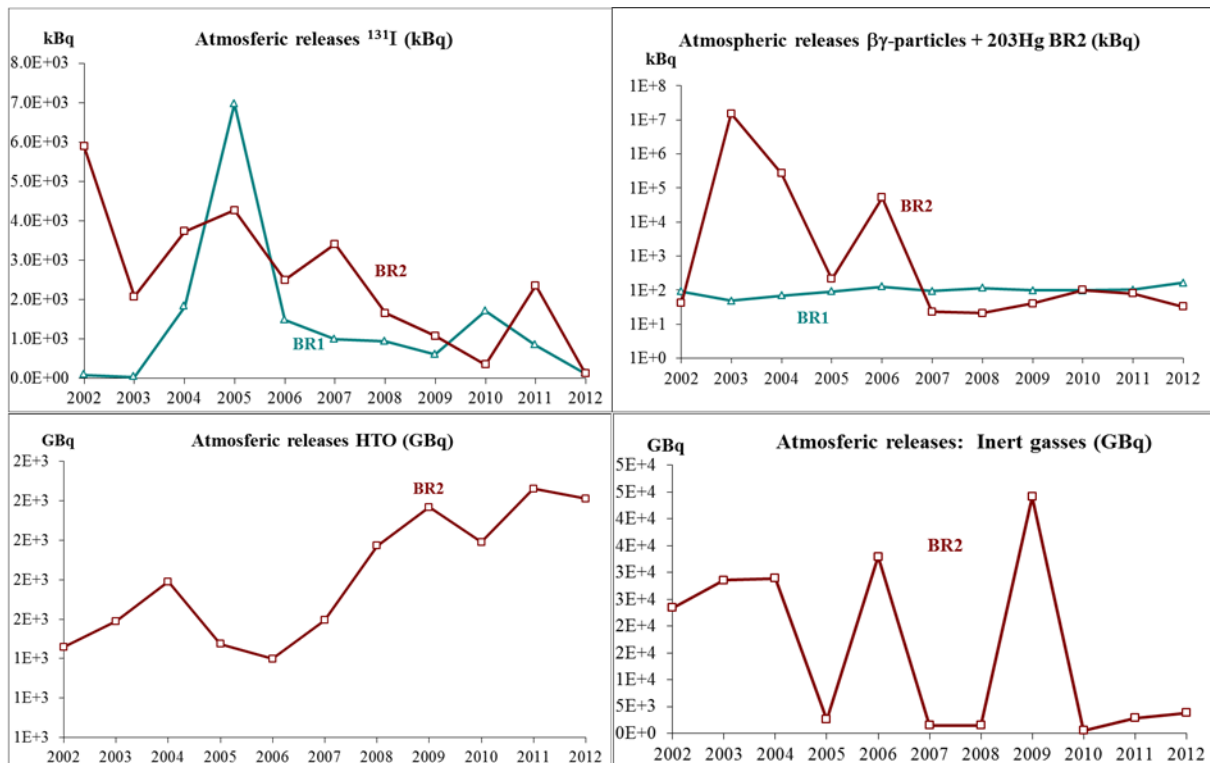 Atmosferic releases ¹³¹I (kBq)
kBq
8.0E+03
7.0E+03
6.0E+03
5.0E+03
4.0E+03
3.0E+03
2.0E+03
1.0E+03
0.0E+03
BR2
BR1
2002 2003 2004 2005 2006 2007 2008 2009 2010 2011 2012
Atmospheric releases βγ-particles + 203Hg BR2 (kBq)
kBq
1E+8
1E+7
1E+6
1E+5
1E+4
1E+3
1E+2
1E+1
1E+0
BR2
BR1
2002 2003 2004 2005 2006 2007 2008 2009 2010 2011 2012
Atmosferic releases HTO (GBq)
GBq
2E+3
2E+3
2E+3
2E+3
2E+3
1E+3
1E+3
1E+3
BR2
2002 2003 2004 2005 2006 2007 2008 2009 2010 2011 2012
Atmosferic releases: Inert gasses (GBq)
GBq
5E+4
5E+4
4E+4
4E+4
3E+4
3E+4
2E+4
2E+4
1E+4
5E+3
0E+0
BR2
2002 2003 2004 2005 2006 2007 2008 2009 2010 2011 2012